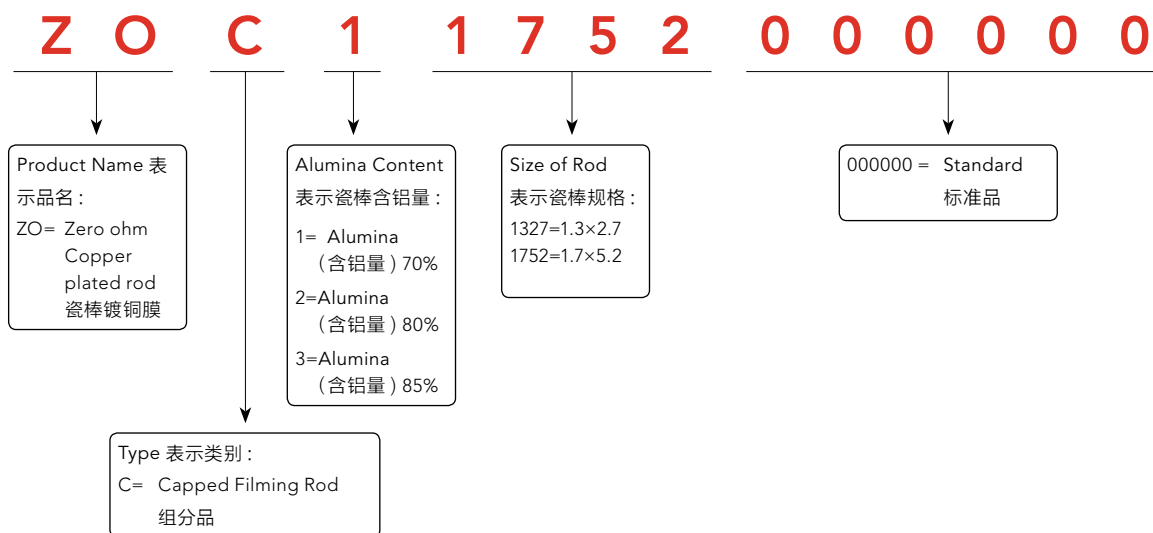 Z O C 1 1 7 5 2 0 0 0 0 0 0
Product Name 表
示品名 :
ZO= Zero ohm
Copper
plated rod
瓷棒镀铜膜
Alumina Content
表示瓷棒含铝量 :
1= Alumina
（含铝量 ) 70%
2=Alumina
（含铝量 ) 80%
3=Alumina
（含铝量 ) 85%
Size of Rod
表示瓷棒规格 :
1327=1.3×2.7
1752=1.7×5.2
000000 = Standard
标准品
Type 表示类别 :
C= Capped Filming Rod
组分品